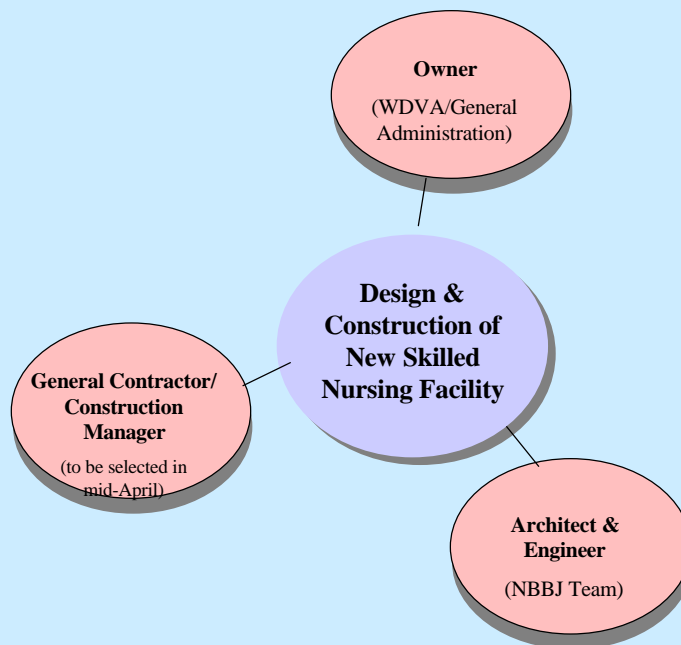 Owner
(WDVA/General
Administration)
Design &
Construction of
New Skilled
Nursing Facility
General Contractor/
Construction
Manager
(to be selected in
mid-April)
Architect &
Engineer
(NBBJ Team)